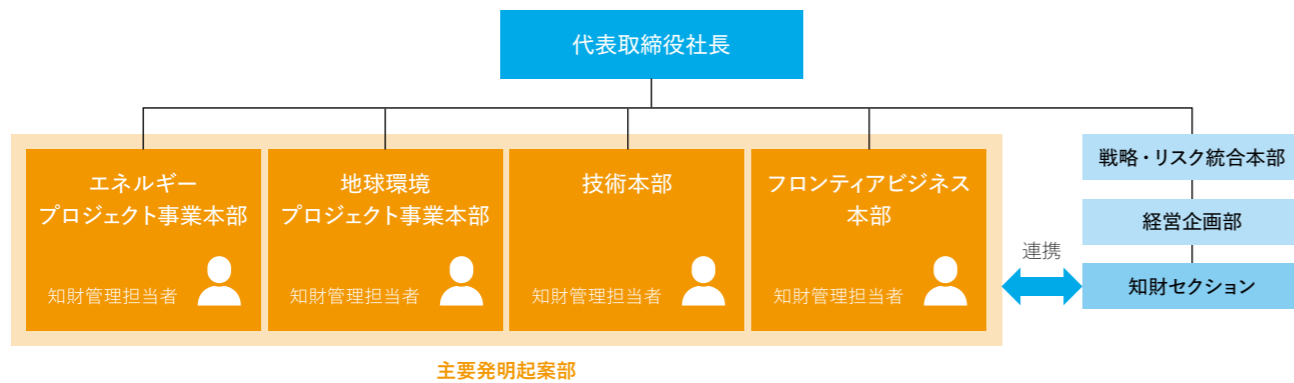 代表取締役社長
エネルギー
プロジェクト事業本部
知財管理担当者
地球環境
プロジェクト事業本部
知財管理担当者
技術本部
知財管理担当者
フロンティアビジネス
本部
知財管理担当者
主要発明起案部
連携
戦略・リスク統合本部
経営企画部
知財セクション